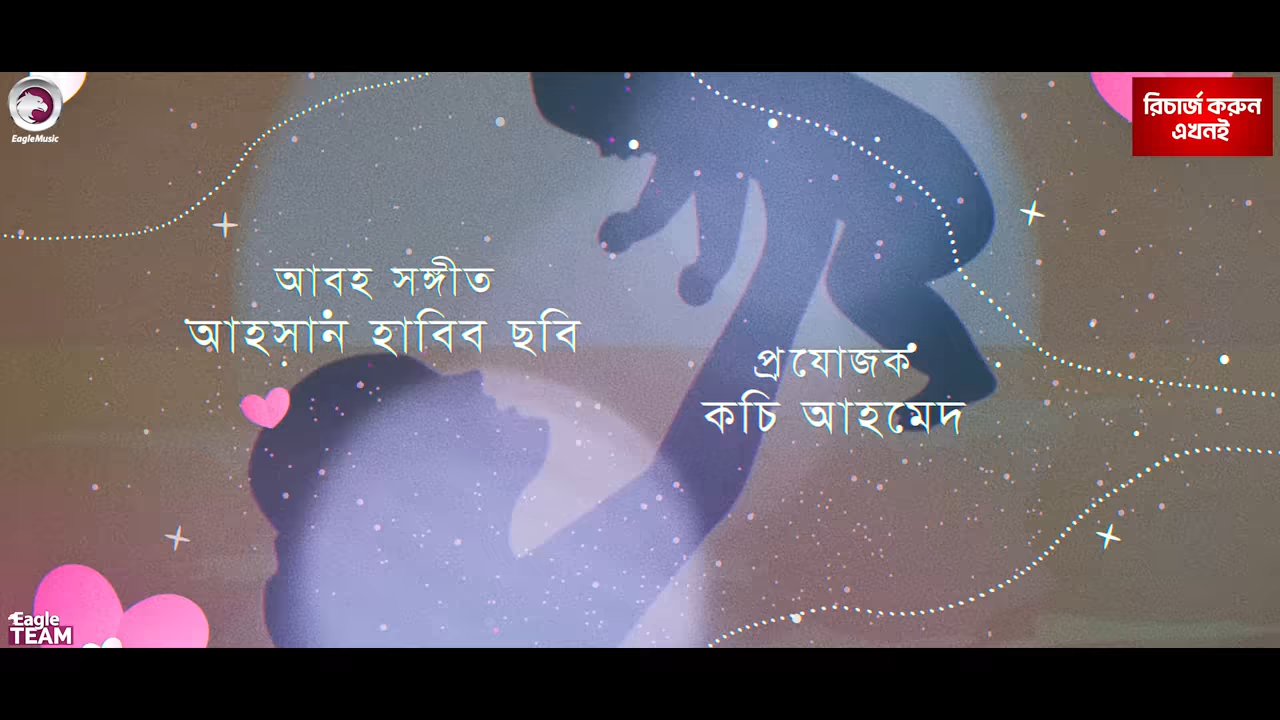 EagleMusic
রিচার্জ করুন
এখনই
আবহ সঙ্গীত
আহসান হাবিব ছবি
প্রযোজক
কচি আহমেদ
Eagle
TEAM